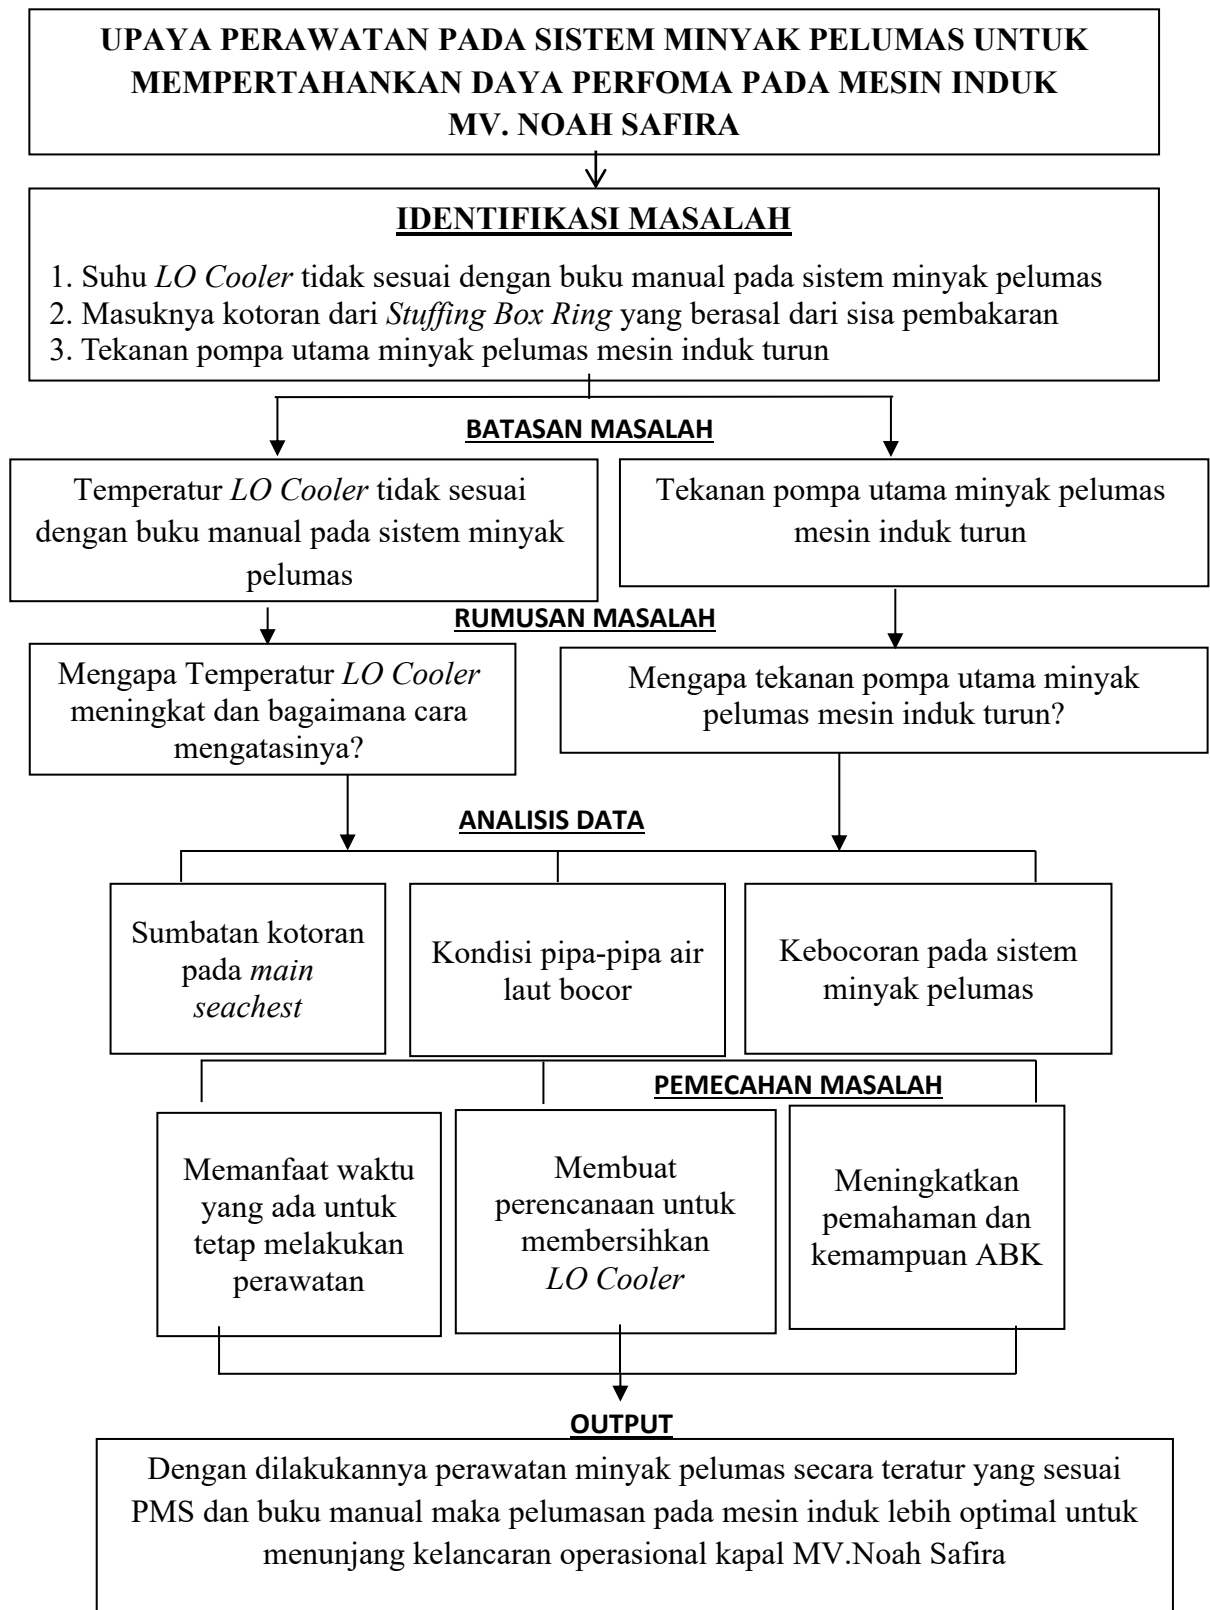 UPAYA PERAWATAN PADA SISTEM MINYAK PELUMAS UNTUK
MEMPERTAHANKAN DAYA PERFOMA PADA MESIN INDUK
MV. NOAH SAFIRA
IDENTIFIKASI MASALAH
1. Suhu LO Cooler tidak sesuai dengan buku manual pada sistem minyak pelumas
2. Masuknya kotoran dari Stuffing Box Ring yang berasal dari sisa pembakaran
3. Tekanan pompa utama minyak pelumas mesin induk turun
BATASAN MASALAH
Temperatur LO Cooler tidak sesuai
dengan buku manual pada sistem minyak
pelumas
Tekanan pompa utama minyak pelumas
mesin induk turun
RUMUSAN MASALAH
Mengapa Temperatur LO Cooler
meningkat dan bagaimana cara
mengatasinya?
Mengapa tekanan pompa utama minyak
pelumas mesin induk turun?
ANALISIS DATA
Sumbatan kotoran
pada main
seachest
Kondisi pipa-pipa air
laut bocor
Kebocoran pada sistem
minyak pelumas
PEMECAHAN MASALAH
Memanfaat waktu
yang ada untuk
tetap melakukan
perawatan
Membuat
perencanaan untuk
membersihkan
LO Cooler
Meningkatkan
pemahaman dan
kemampuan ABK
OUTPUT
Dengan dilakukannya perawatan minyak pelumas secara teratur yang sesuai
PMS dan buku manual maka pelumasan pada mesin induk lebih optimal untuk
menunjang kelancaran operasional kapal MV.Noah Safira